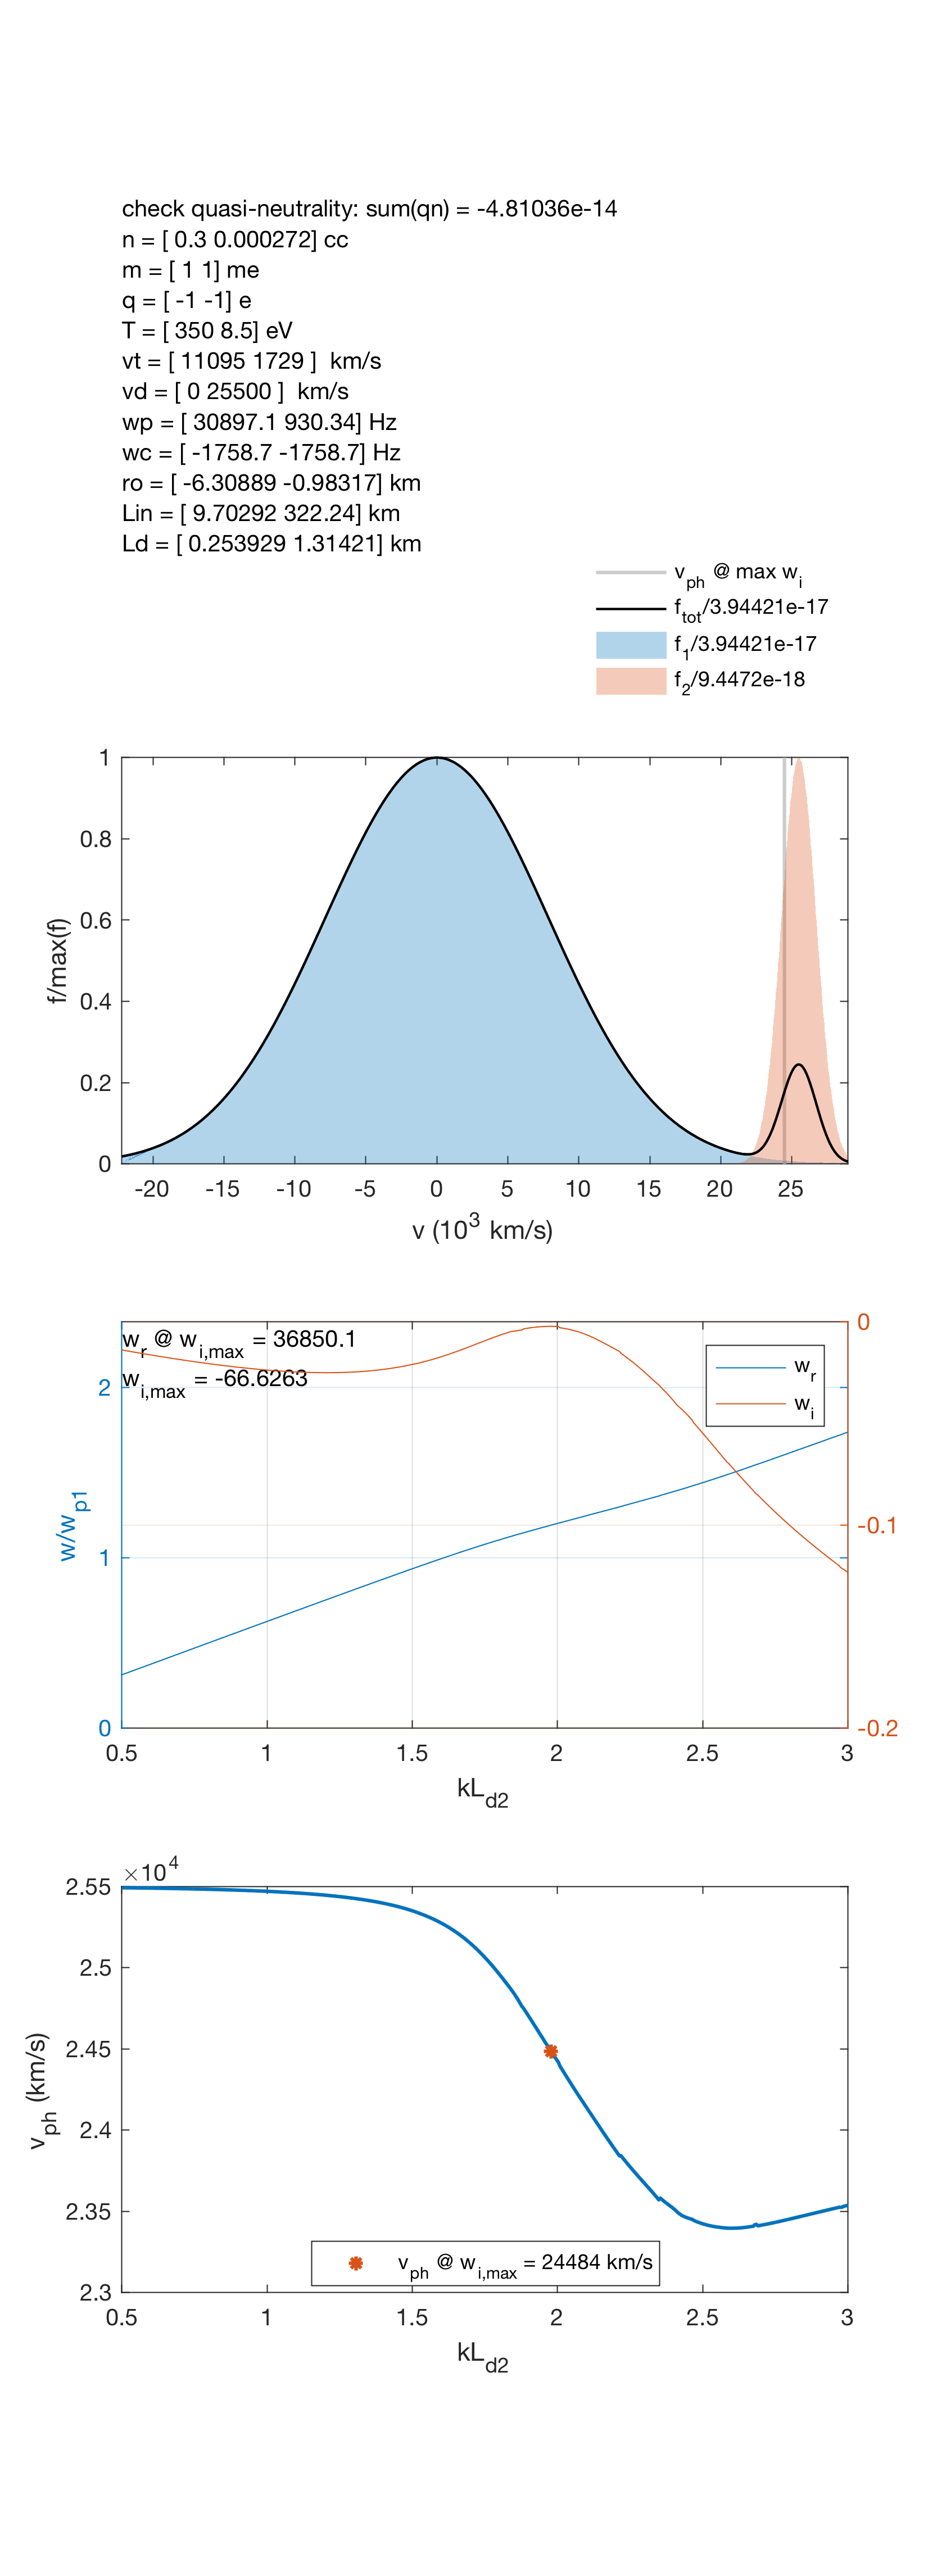 check quasi-neutrality: sum(qn) = -4.81036e-14
n = [ 0.3 0.000272] cc
m = [ 1 1] me
q = [ -1 -1] e
T = [ 350 8.5] eV
vt = [ 11095 1729 ] km/s
vd = [ 0 25500 ] km/s
wp = [ 30897.1 930.34] Hz
wc = [ -1758.7 -1758.7] Hz
ro = [ -6.30889 -0.98317] km
Lin = [ 9.70292 322.24] km
Ld = [ 0.253929 1.31421] km
v_ph @ max w_i
f_tot/3.94421e-17
f_1/3.94421e-17
f_2/9.4472e-18
1
0.8
0.6
0.4
0.2
0
f/max(f)
-20 -15 -10 -5 0 5 10 15 20 25
v (10^3 km/s)
w_r @ w_i,max = 36850.1
w_i,max = -66.6263
w_r
w_i
2
1
0
w/w_p1
0
-0.1
-0.2
0.5 1 1.5 2 2.5 3
kL_d2
×10^4
2.55
2.5
2.45
2.4
2.35
2.3
v_ph (km/s)
v_ph @ w_i,max = 24484 km/s
0.5 1 1.5 2 2.5 3
kL_d2